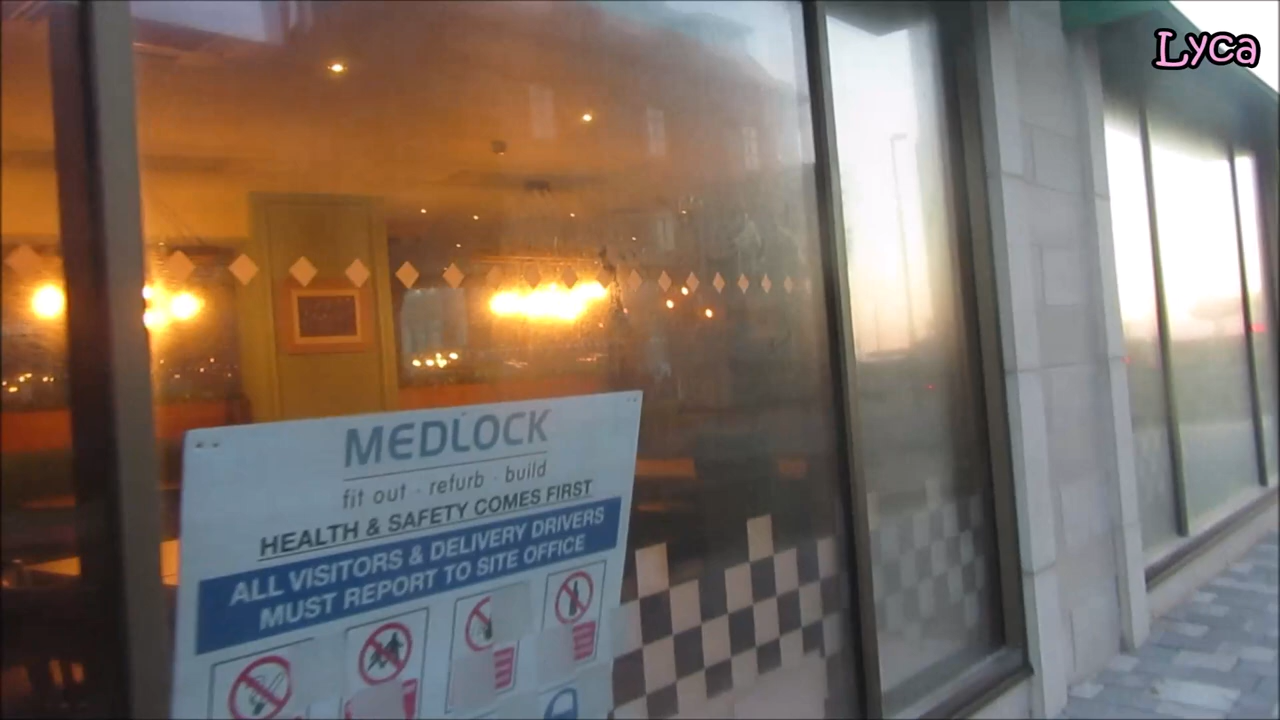 Lyca
MEDLOCK
fit out · refurb · build
HEALTH & SAFETY COMES FIRST
ALL VISITORS & DELIVERY DRIVERS
MUST REPORT TO SITE OFFICE